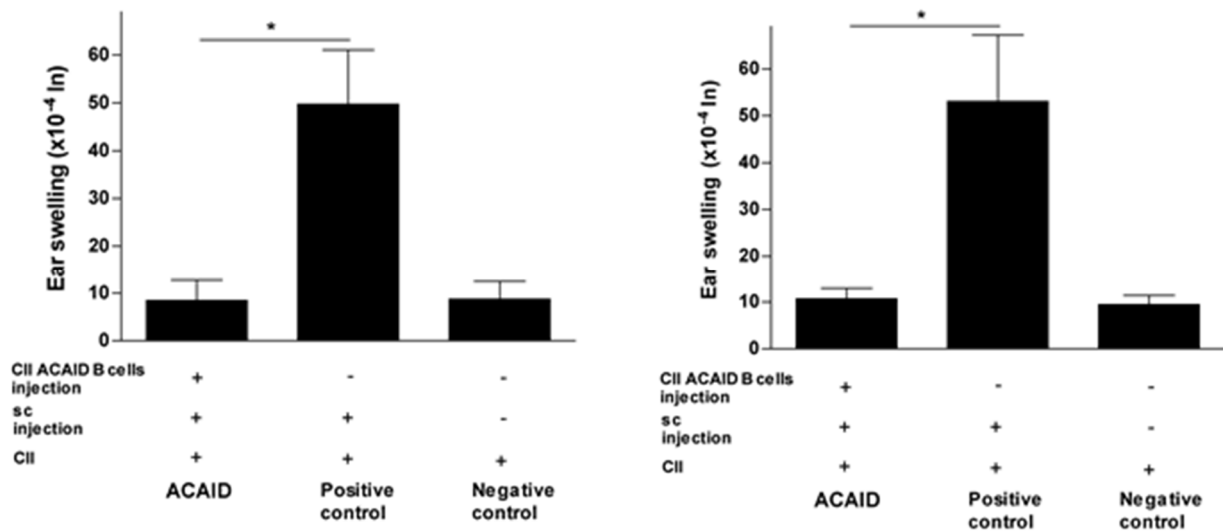 *
Ear swelling (x10⁻⁴ In)
60
50
40
30
20
10
0
CII ACAID B cells
injection
+ - -
sc
injection
+ + -
CII
+ + +
ACAID
Positive
control
Negative
control
*
Ear swelling (x10⁻⁴ In)
60
50
40
30
20
10
0
CII ACAID B cells
injection
+ - -
sc
injection
+ + -
CII
+ + +
ACAID
Positive
control
Negative
control